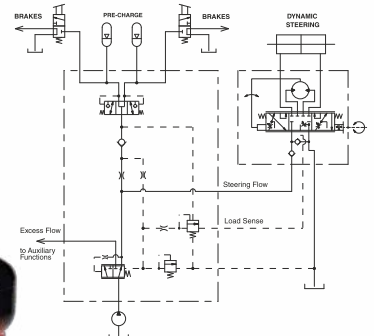 BRAKES
PRE-CHARGE
BRAKES
DYNAMIC
STEERING
Steering Flow
Load Sense
Excess Flow
to Auxiliary
Functions